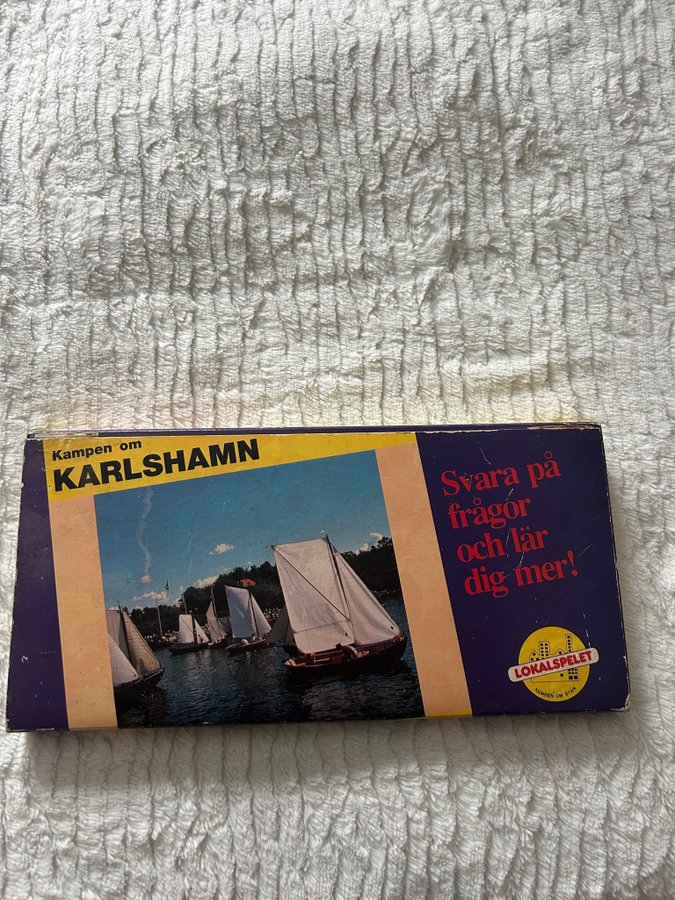 Kampen om
KARLSHAMN
Svara på
frågor
och lär
dig mer!
LOKALSPELET
KAMPEN OM STAN